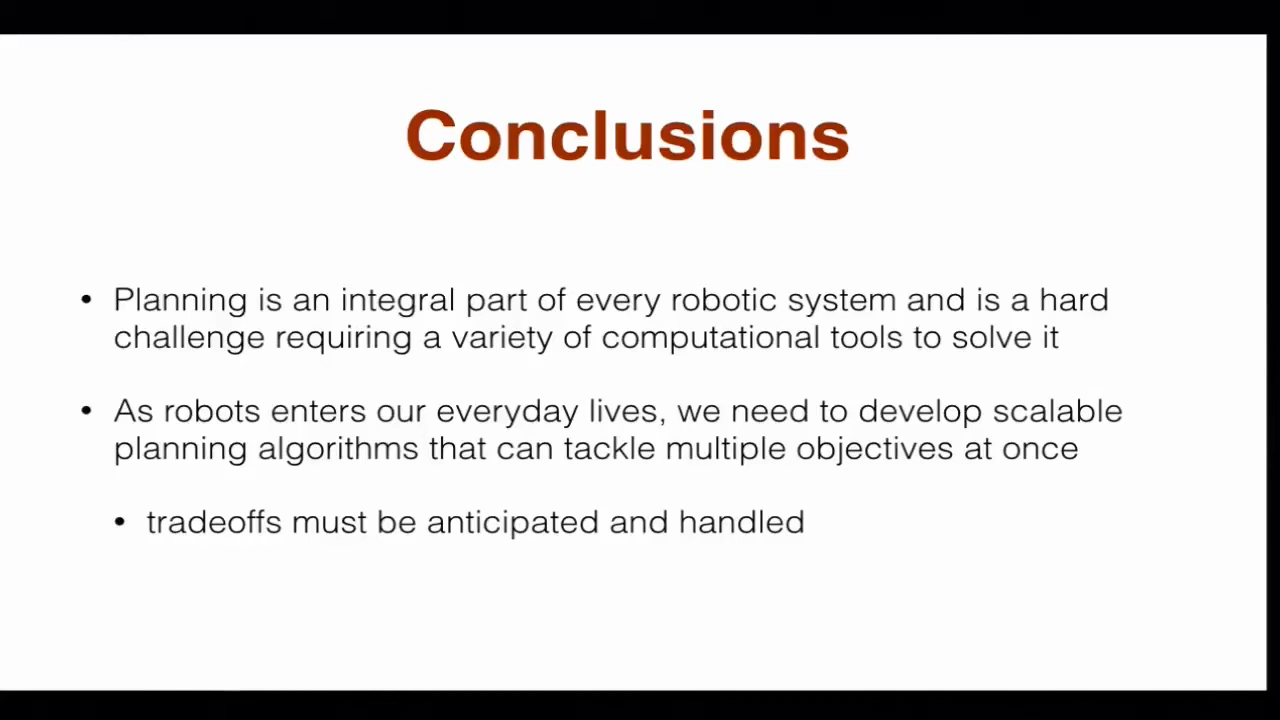 Conclusions
• Planning is an integral part of every robotic system and is a hard
challenge requiring a variety of computational tools to solve it
• As robots enters our everyday lives, we need to develop scalable
planning algorithms that can tackle multiple objectives at once
• tradeoffs must be anticipated and handled